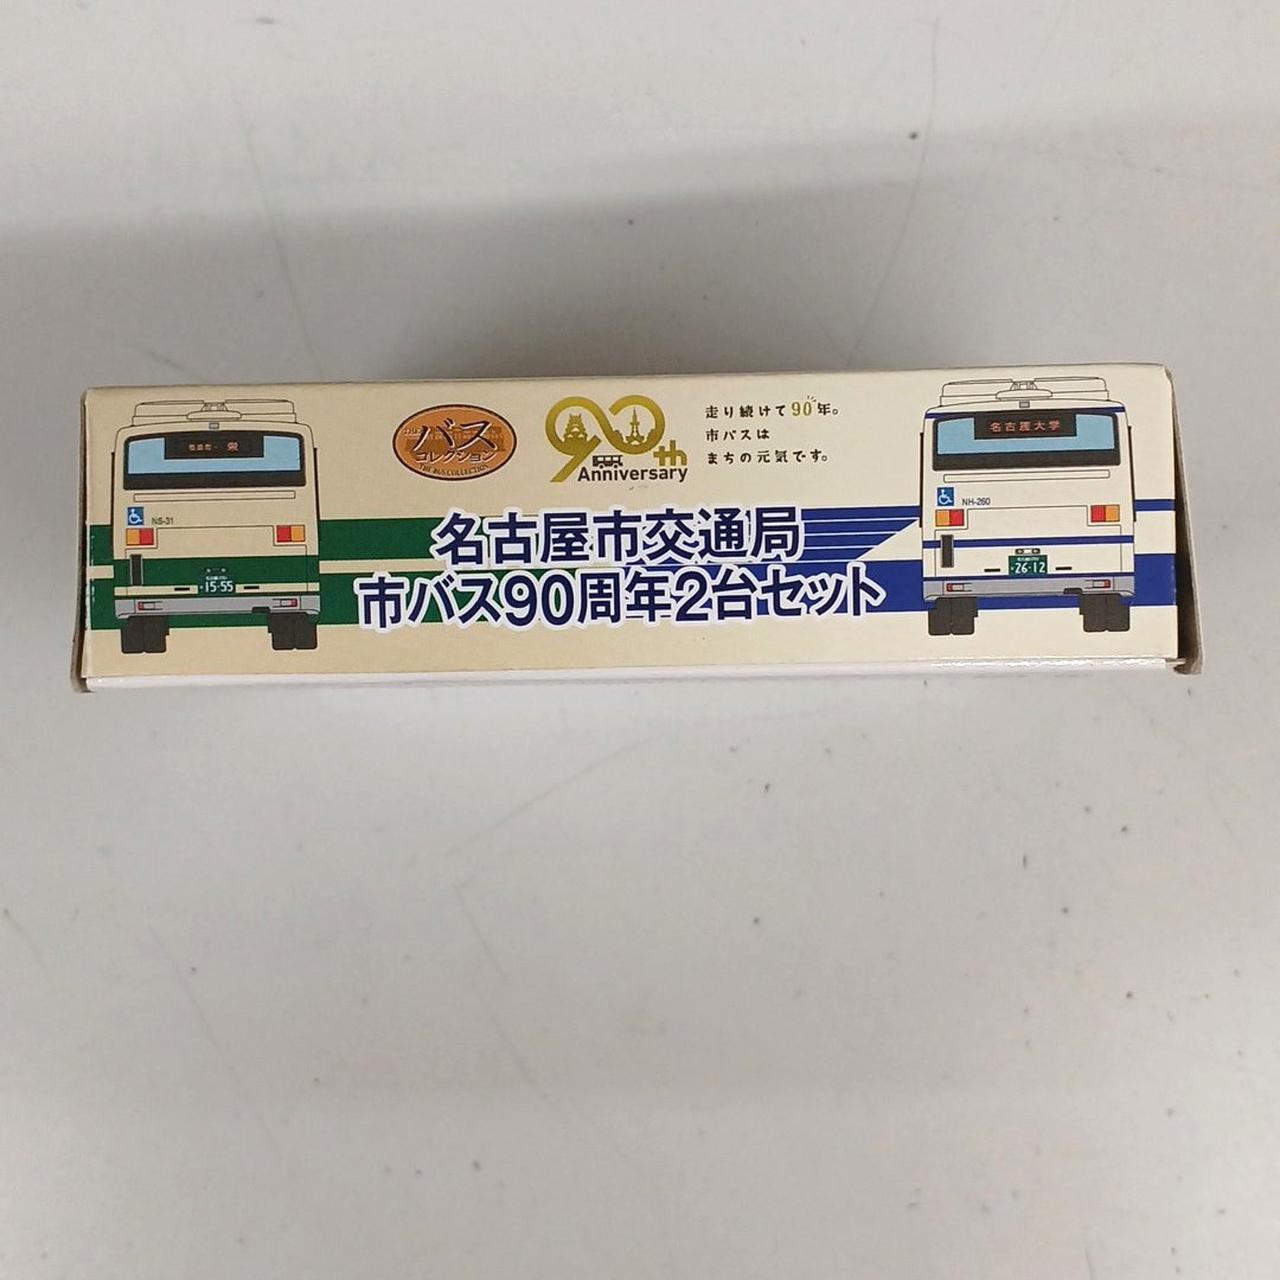 バス
コレクション
THE BUS COLLECTION
90th
Anniversary
走り続けて90年。
市バスは
まちの元気です。
名古屋市交通局
市バス90周年2台セット
栄
NS-31
15-55
名古屋大学
NH-260
26-12